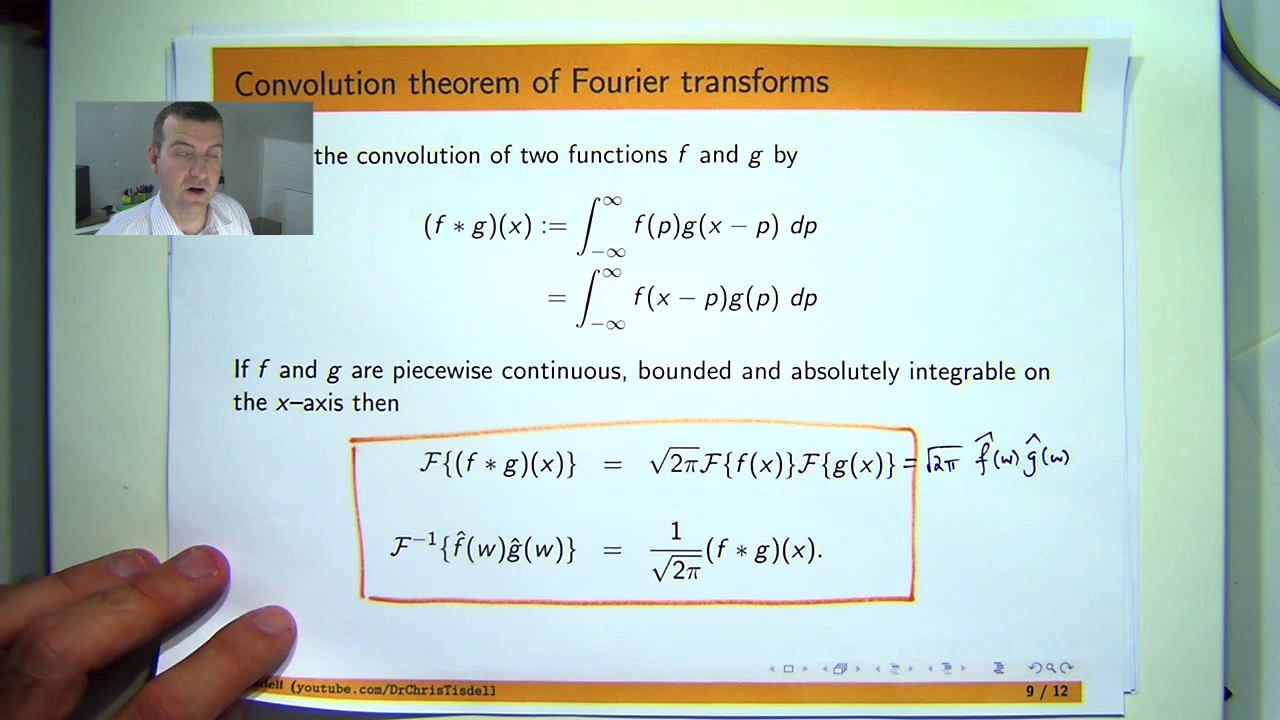 Convolution theorem of Fourier transforms
the convolution of two functions f and g by
(f ∗ g)(x) := ∫_{−∞}^{∞} f(p)g(x − p) dp
= ∫_{−∞}^{∞} f(x − p)g(p) dp
If f and g are piecewise continuous, bounded and absolutely integrable on
the x–axis then
F{(f ∗ g)(x)} = √2π F{f(x)}F{g(x)} = √2π f̂(w) ĝ(w)
F⁻¹{f̂(w)ĝ(w)} = 1/√2π (f ∗ g)(x).
(youtube.com/DrChrisTisdell
9 / 12